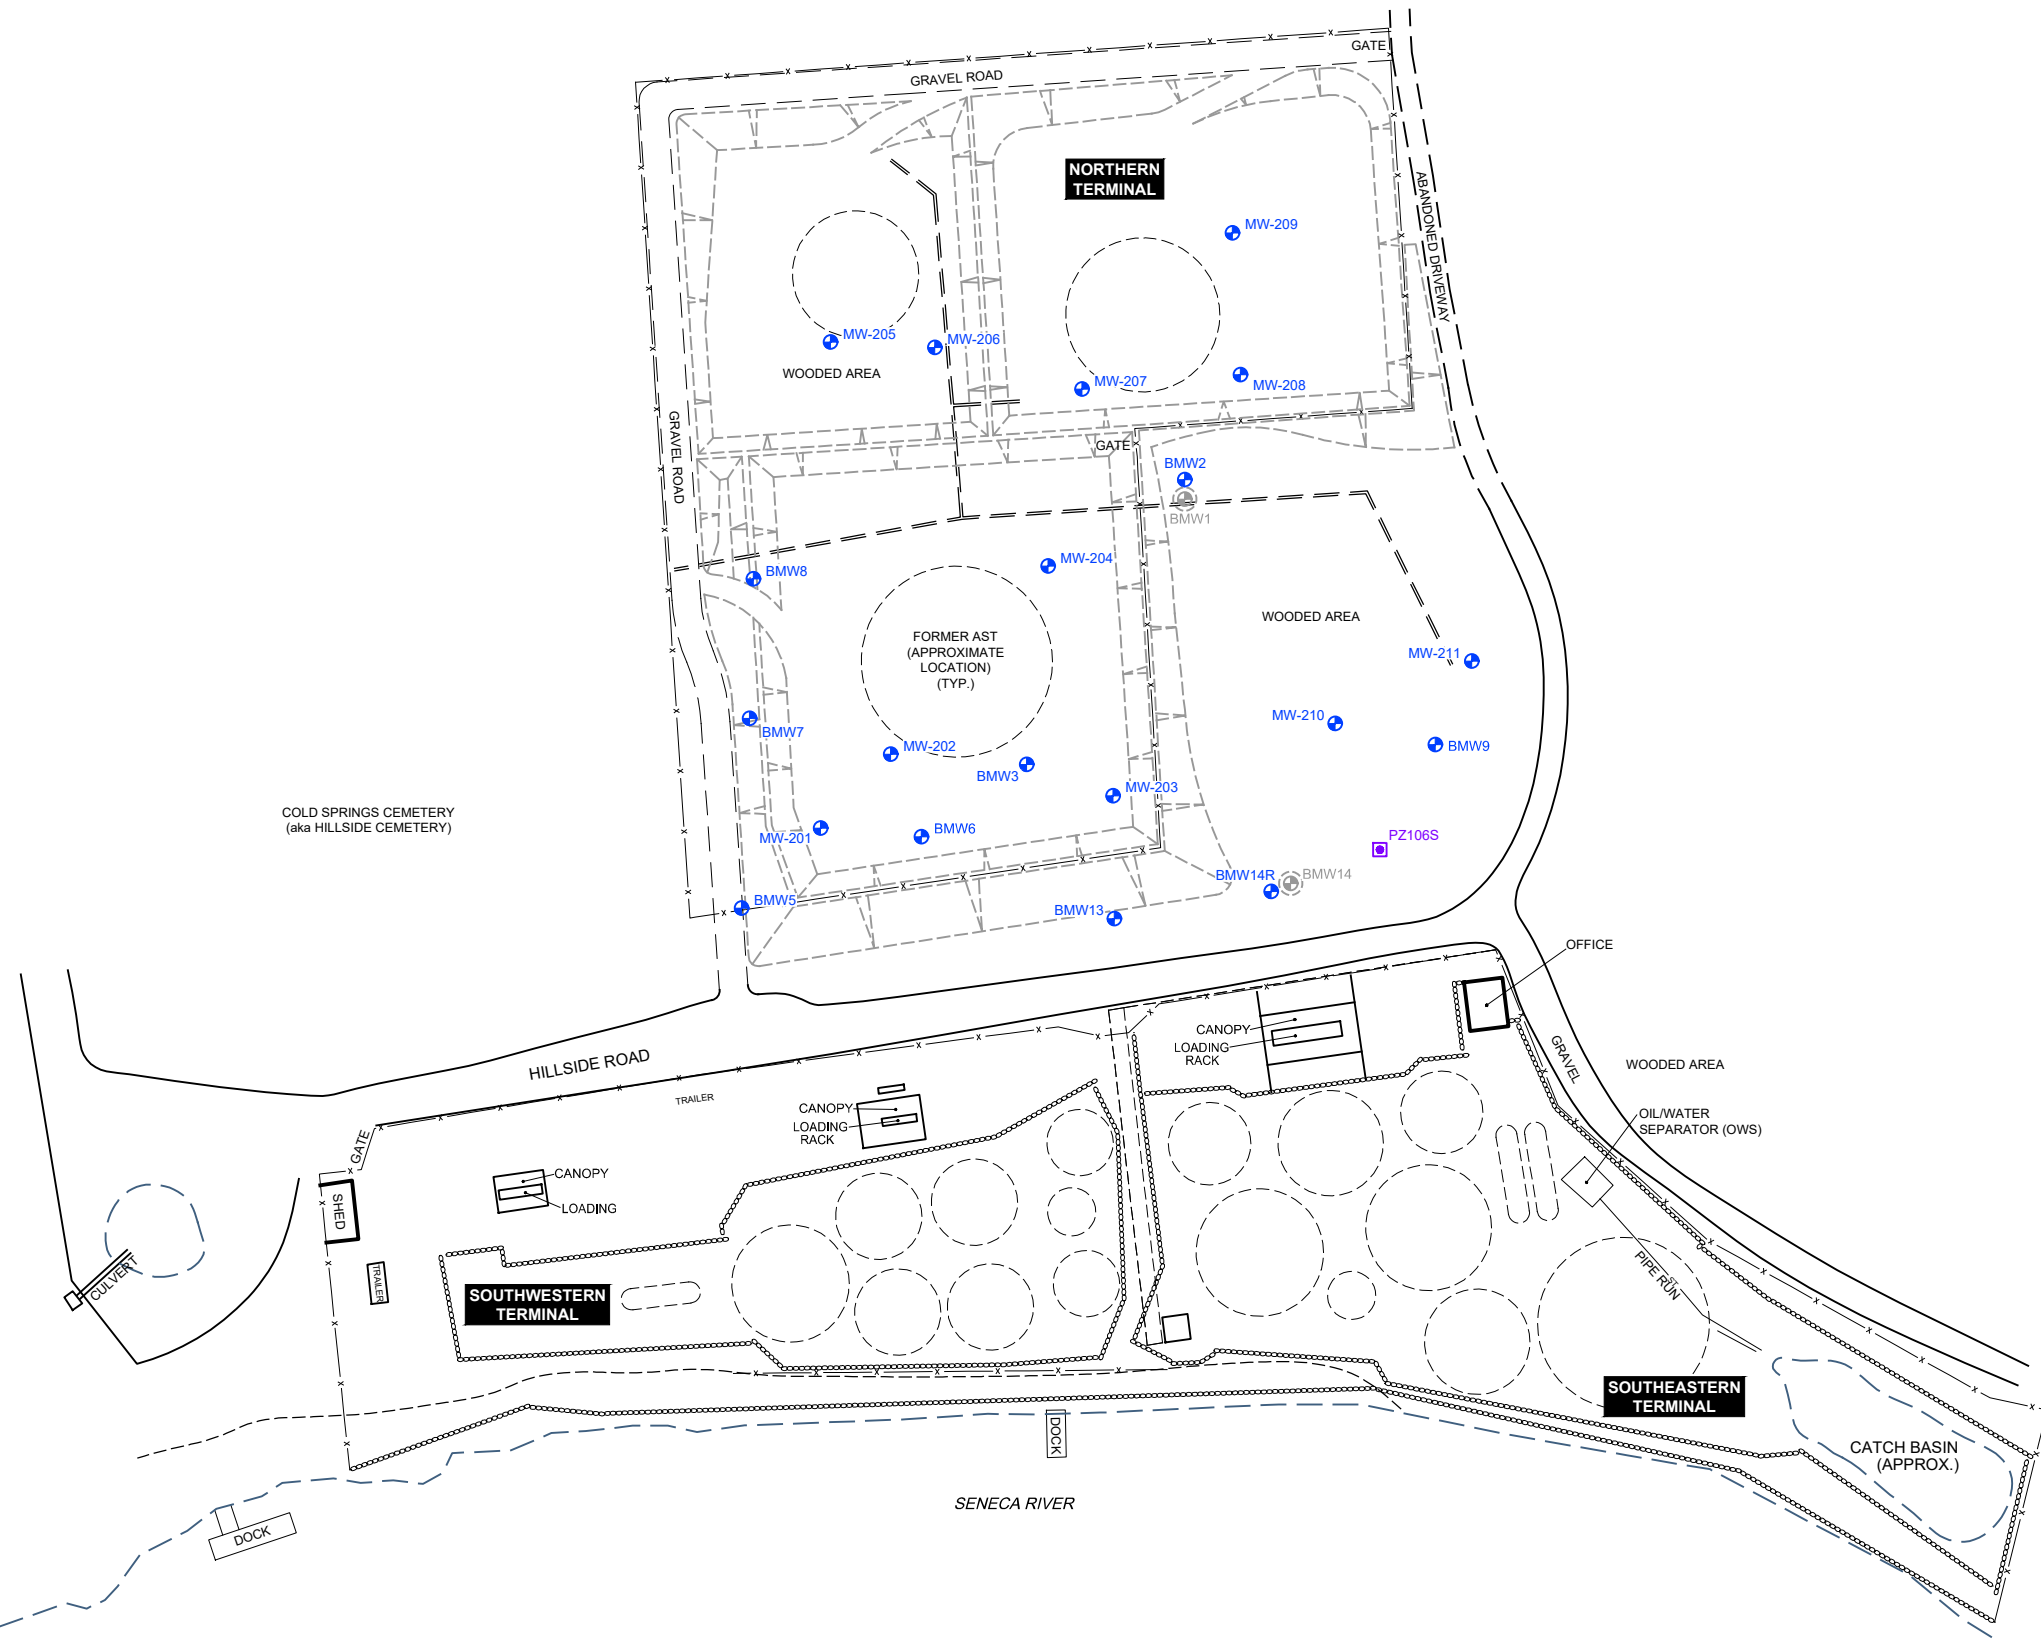 GATE
GRAVEL ROAD
NORTHERN
TERMINAL
ABANDONED DRIVEWAY
MW-209
MW-205
MW-206
WOODED AREA
MW-207
MW-208
GRAVEL ROAD
GATE
BMW2
BMW1
MW-204
BMW8
WOODED AREA
FORMER AST
(APPROXIMATE
LOCATION)
(TYP.)
MW-211
MW-210
BMW7
MW-202
BMW3
BMW9
MW-203
COLD SPRINGS CEMETERY
(aka HILLSIDE CEMETERY)
MW-201
BMW6
PZ106S
BMW14R
BMW14
BMW5
BMW13
OFFICE
CANOPY
LOADING
RACK
GRAVEL
HILLSIDE ROAD
WOODED AREA
TRAILER
CANOPY
LOADING
RACK
OIL/WATER
SEPARATOR (OWS)
GATE
CANOPY
LOADING
SHED
CULVERT
TRAILER
PIPE RUN
ST
SOUTHWESTERN
TERMINAL
SOUTHEASTERN
TERMINAL
DOCK
CATCH BASIN
(APPROX.)
SENECA RIVER
DOCK